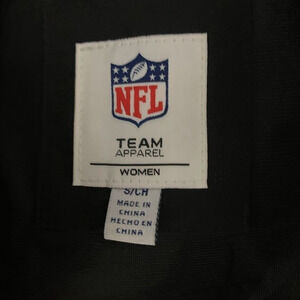 NFL
TEAM
APPAREL
WOMEN
S/CH
MADE IN
CHINA
HECHO EN
CHINA